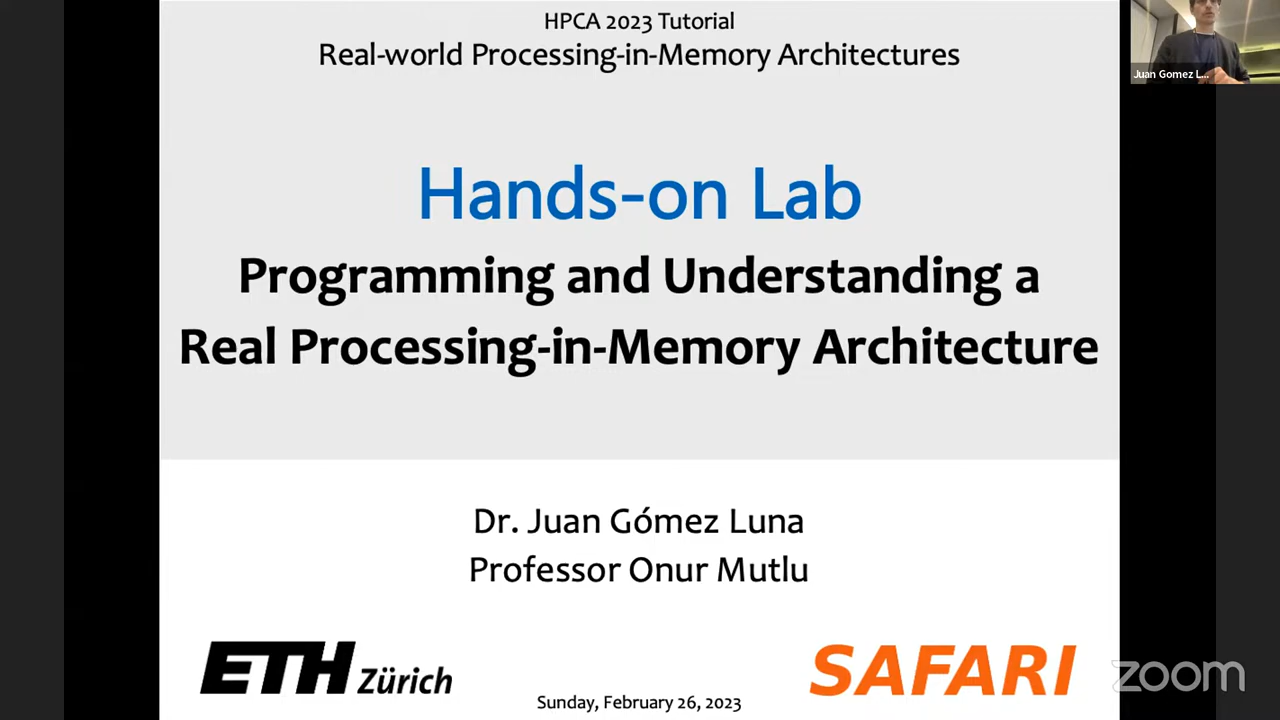 HPCA 2023 Tutorial
Real-world Processing-in-Memory Architectures
Juan Gomez L...
Hands-on Lab
Programming and Understanding a
Real Processing-in-Memory Architecture
Dr. Juan Gómez Luna
Professor Onur Mutlu
ETH Zürich
SAFARI
zoom
Sunday, February 26, 2023